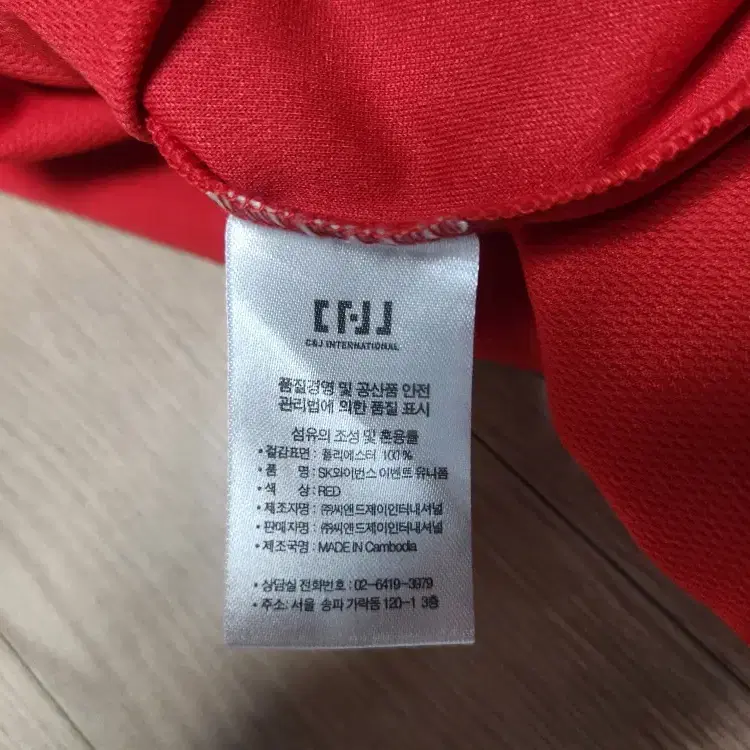 C&J INTERNATIONAL
품질경영 및 공산품 안전
관리법에 의한 품질 표시
섬유의 조성 및 혼용률
• 겉감표면 : 폴리에스터 100%
• 품 명 : SK와이번스 이벤트 유니폼
• 색 상 : RED
• 제조자명 : ㈜씨앤드제이인터내셔널
• 판매자명 : ㈜씨앤드제이인터내셔널
• 제조국명 : MADE IN Cambodia
• 상담실 전화번호 : 02-6419-3979
• 주소: 서울 송파 가락동 120-1 3층